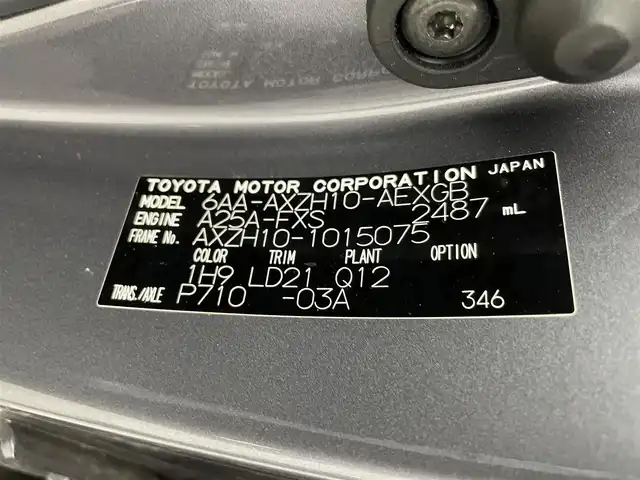 TOYOTA MOTOR CORPORATION JAPAN
MODEL 6AA-AXZH10-AEXGB
ENGINE A25A-FXS 2487 mL
FRAME No. AXZH10-1015075
COLOR TRIM PLANT OPTION
1H9 LD21 Q12
TRANS./AXLE P710 -03A 346